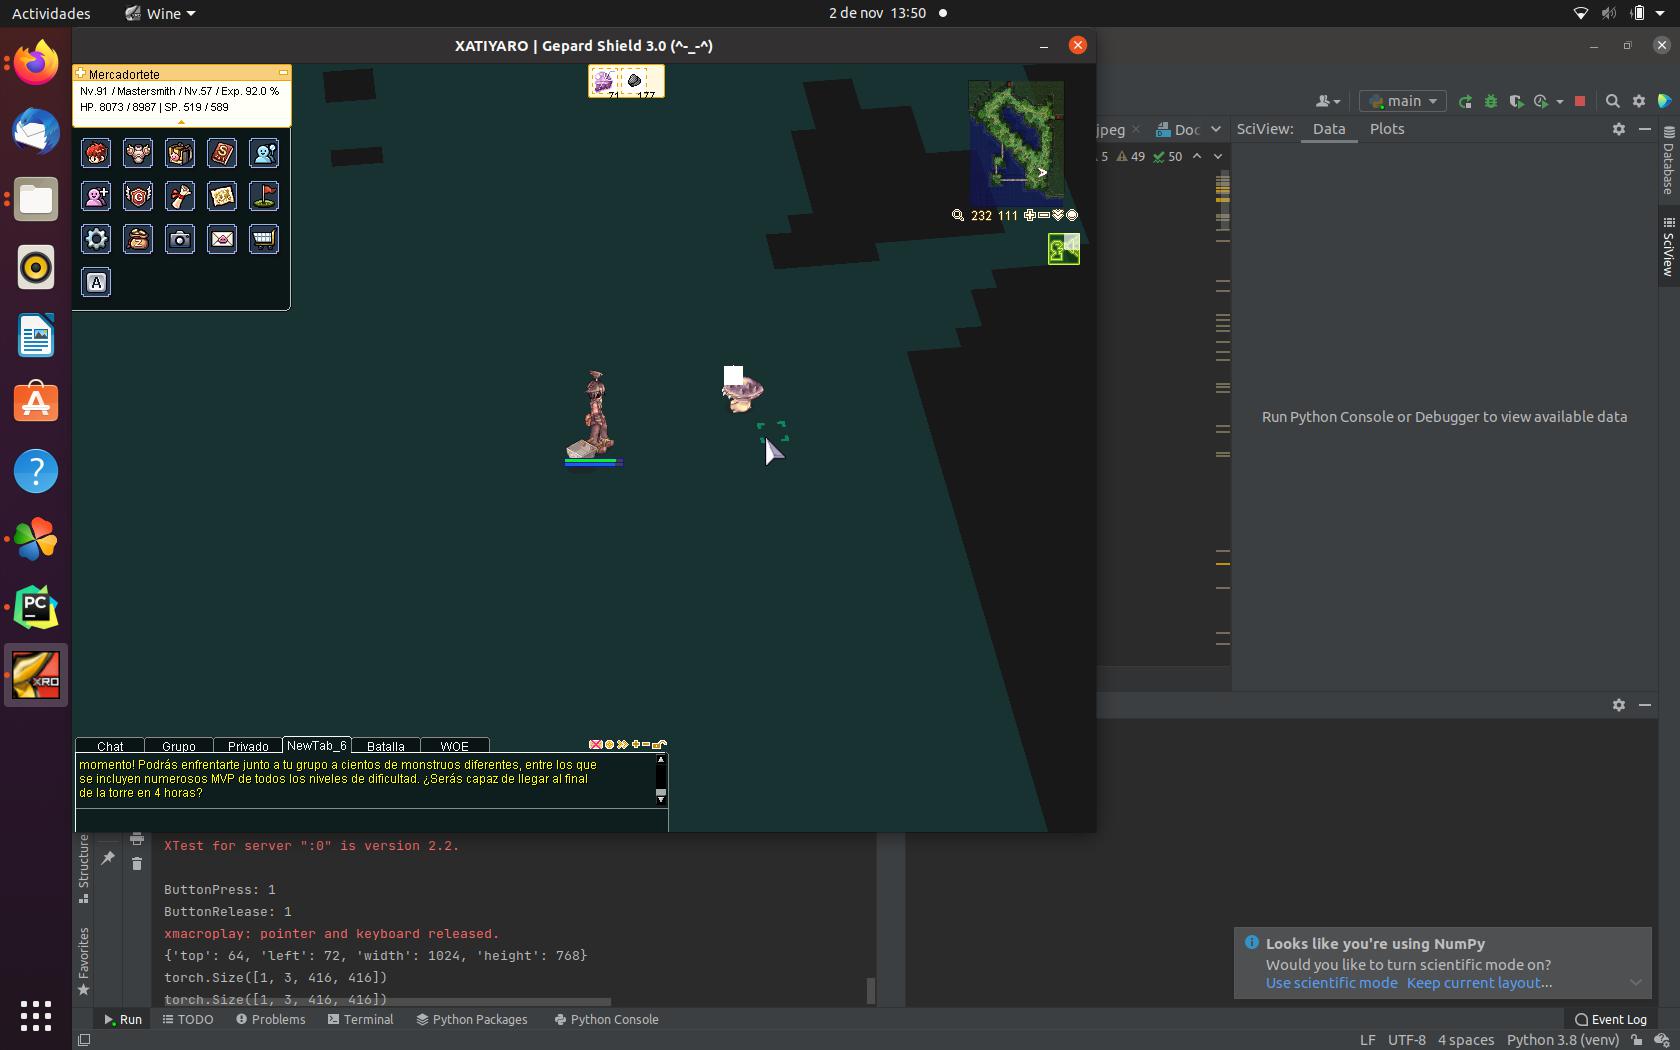 Actividades
Wine
2 de nov 13:50
XATIYARO | Gepard Shield 3.0 (^-_-^)
Mercadortete
Nv.91 / Mastersmith / Nv.57 / Exp. 92.0 %
HP. 8073 / 8987 | SP. 519 / 589
71 177
232 111
A
main
jpeg
Doc
SciView:
Data
Plots
5
49
50
Database
SciView
Run Python Console or Debugger to view available data
PC
XRO
Chat
Grupo
Privado
NewTab_6
Batalla
WOE
momento! Podrás enfrentarte junto a tu grupo a cientos de monstruos diferentes, entre los que
se incluyen numerosos MVP de todos los niveles de dificultad. ¿Serás capaz de llegar al final
de la torre en 4 horas?
Structure
Favorites
XTest for server ":0" is version 2.2.
ButtonPress: 1
ButtonRelease: 1
xmacroplay: pointer and keyboard released.
{'top': 64, 'left': 72, 'width': 1024, 'height': 768}
torch.Size([1, 3, 416, 416])
torch.Size([1, 3, 416, 416])
Looks like you're using NumPy
Would you like to turn scientific mode on?
Use scientific mode Keep current layout...
Run
TODO
Problems
Terminal
Python Packages
Python Console
Event Log
LF UTF-8 4 spaces Python 3.8 (venv)